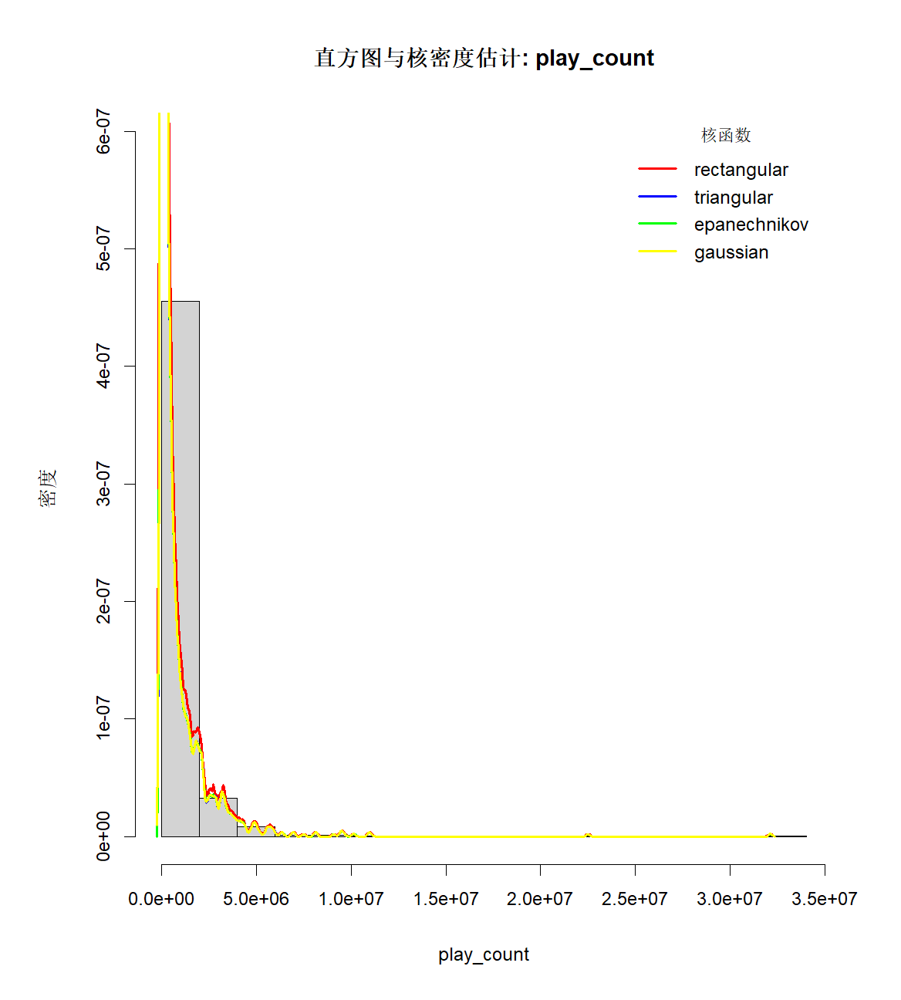 直方图与核密度估计: play_count
核函数
rectangular
triangular
epanechnikov
gaussian
密度
6e-07
5e-07
4e-07
3e-07
2e-07
1e-07
0e+00
0.0e+00 5.0e+06 1.0e+07 1.5e+07 2.0e+07 2.5e+07 3.0e+07 3.5e+07
play_count